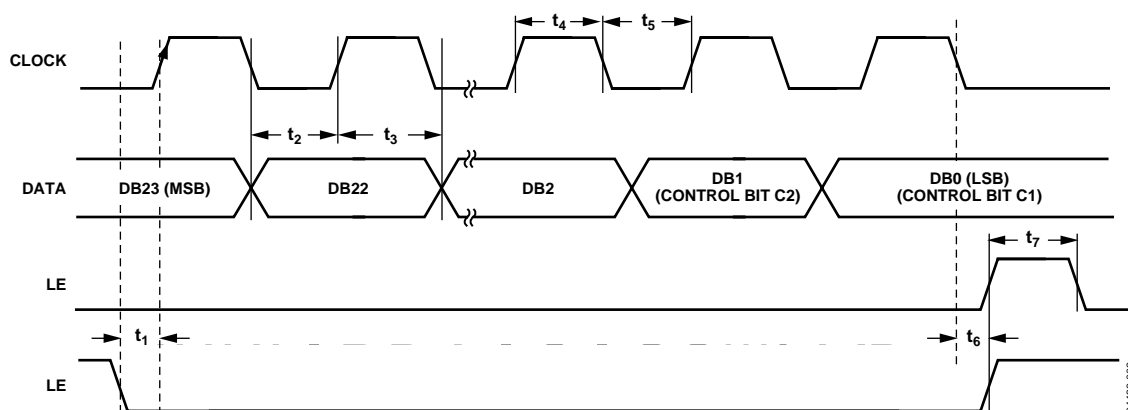 t4
t5
CLOCK
t2
t3
DATA
DB23 (MSB)
DB22
DB2
DB1
(CONTROL BIT C2)
DB0 (LSB)
(CONTROL BIT C1)
t7
LE
t1
t6
LE